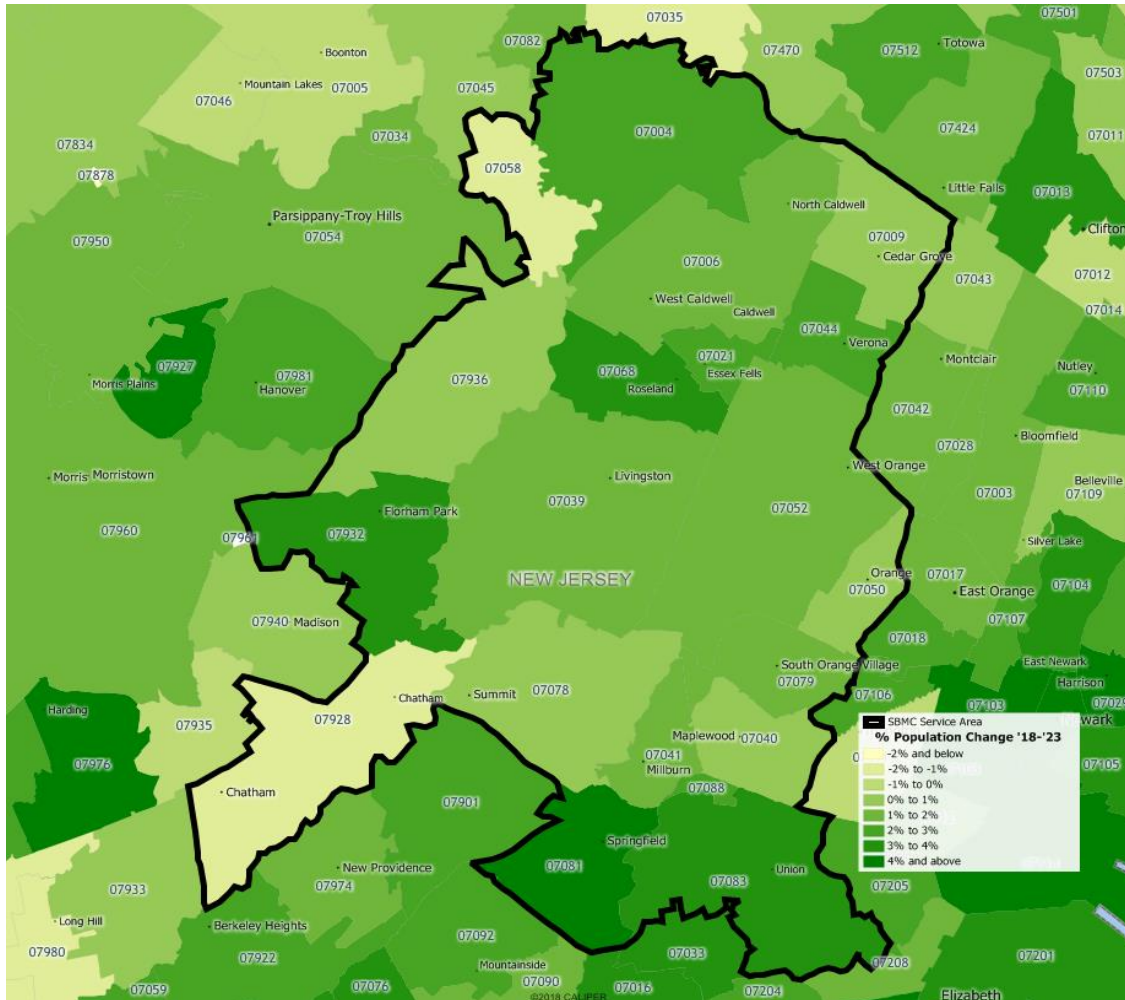 07035
07501
07082
07470
07512
Totowa
Boonton
Mountain Lakes
07005
07046
07045
07503
07004
07424
07011
07034
07834
07058
07878
07013
Little Falls
North Caldwell
Parsippany-Troy Hills
07054
Clifton
07950
07009
Cedar Grove
07006
07012
07043
West Caldwell
Caldwell
07014
07044
Verona
07021
Montclair
Essex Fells
07927
07981
Hanover
Morris Plains
07936
07068
Roseland
Nutley
07110
07042
07028
Bloomfield
Morris
Morristown
Livingston
West Orange
Belleville
07109
07039
07052
07003
Florham Park
07932
07960
07961
Silver Lake
Orange
07050
07017
07104
NEW JERSEY
East Orange
07940
Madison
07107
07018
East Newark
South Orange Village
07079
Harrison
Chatham
Summit
07078
07106
07103
Harding
07935
07928
Maplewood
07040
07041
Millburn
07976
07105
Chatham
07088
07901
Springfield
07081
07083
Union
New Providence
07974
07205
07933
Long Hill
Berkeley Heights
07980
07922
07092
07033
Mountainside
07090
07208
07201
07059
07076
07016
07204
Elizabeth
©2018 CALIPER
SBMC Service Area
% Population Change '18-'23
-2% and below
-2% to -1%
-1% to 0%
0% to 1%
1% to 2%
2% to 3%
3% to 4%
4% and above